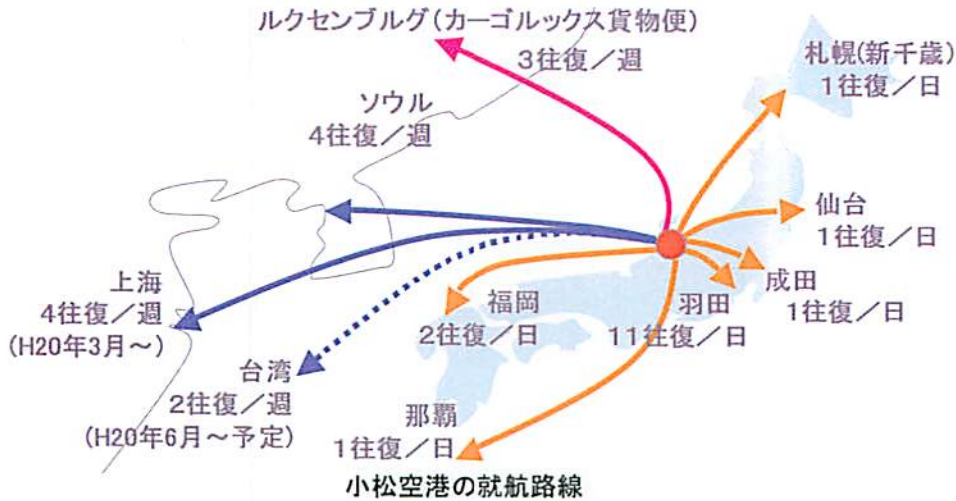 ルクセンブルグ(カーゴルックス貨物便)
3往復/週
札幌(新千歳)
1往復/日
ソウル
4往復/週
仙台
1往復/日
上海
4往復/週
(H20年3月～)
成田
1往復/日
福岡
2往復/日
羽田
11往復/日
台湾
2往復/週
(H20年6月～予定)
那覇
1往復/日
小松空港の就航路線